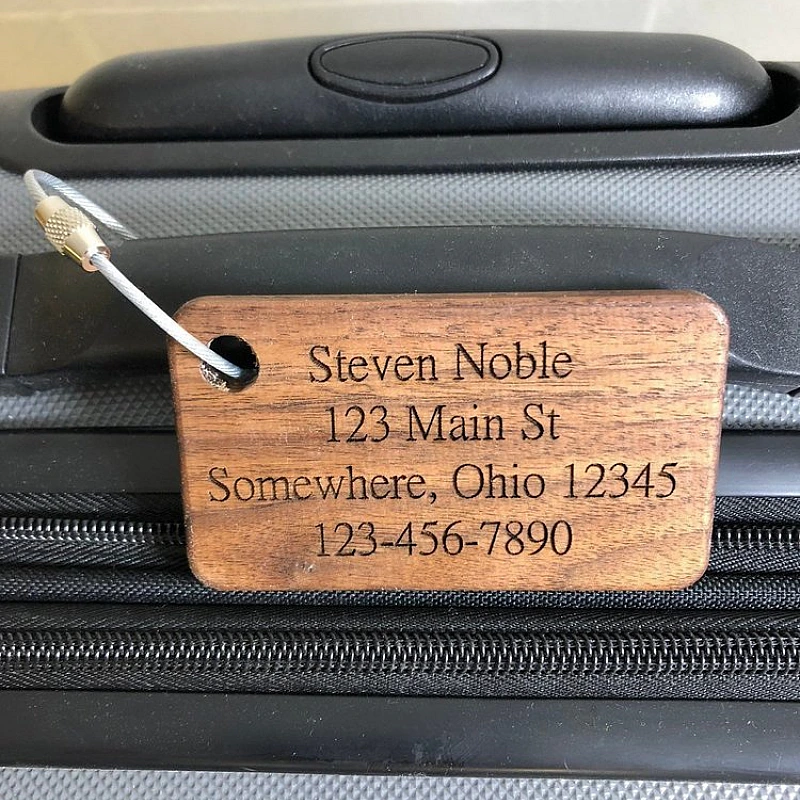 Steven Noble
123 Main St
Somewhere, Ohio 12345
123-456-7890